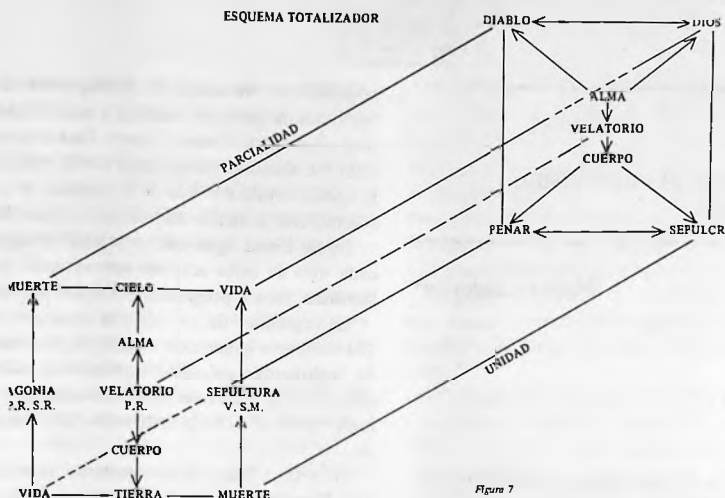 ESQUEMA TOTALIZADOR
DIABLO
DIOS
ALMA
VELATORIO
CUERPO
PARCIALIDAD
PENAR
SEPULCR
MUERTE
CIELO
VIDA
ALMA
UNIDAD
AGONIA
P.R, S.R.
VELATORIO
P.R.
SEPULTURA
V. S.M.
CUERPO
VIDA
TIERRA
MUERTE
Figura 7